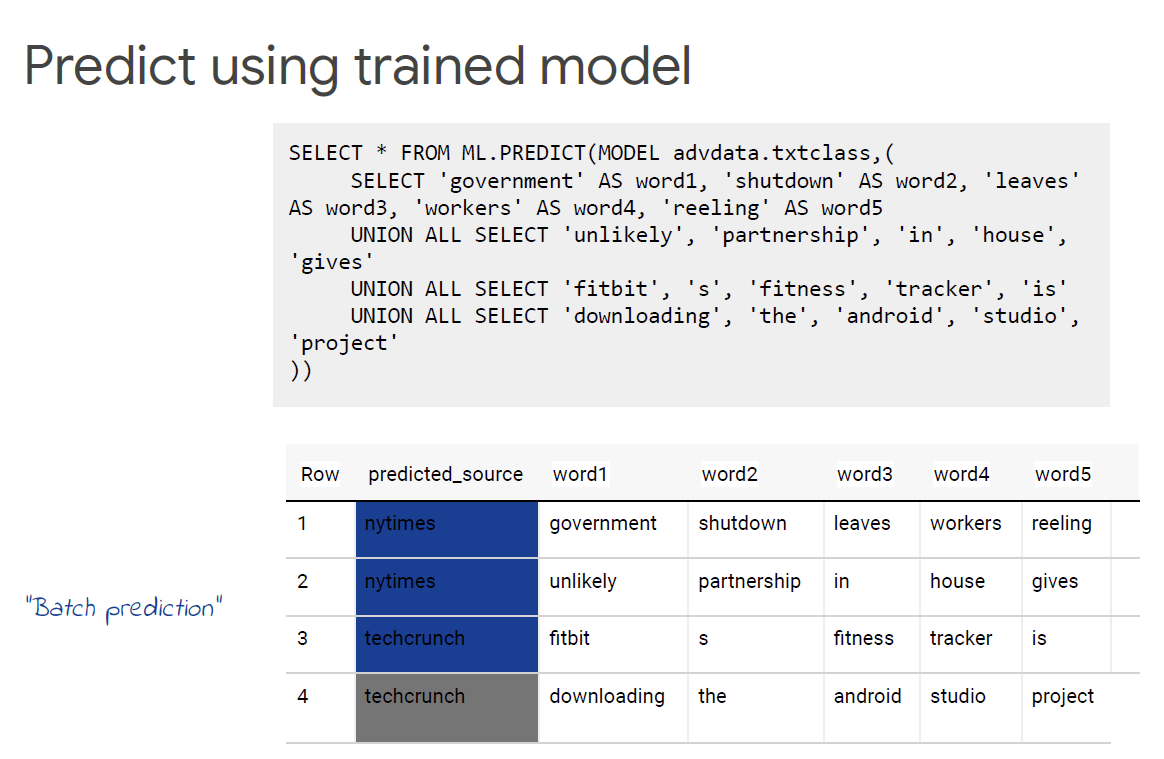 Predict using trained model
SELECT * FROM ML.PREDICT(MODEL advdata.txtclass,(
SELECT 'government' AS word1, 'shutdown' AS word2, 'leaves'
AS word3, 'workers' AS word4, 'reeling' AS word5
UNION ALL SELECT 'unlikely', 'partnership', 'in', 'house',
'gives'
UNION ALL SELECT 'fitbit', 's', 'fitness', 'tracker', 'is'
UNION ALL SELECT 'downloading', 'the', 'android', 'studio',
'project'
))
Row predicted_source word1 word2 word3 word4 word5
1 nytimes government shutdown leaves workers reeling
2 nytimes unlikely partnership in house gives
"Batch prediction"
3 techcrunch fitbit s fitness tracker is
4 techcrunch downloading the android studio project